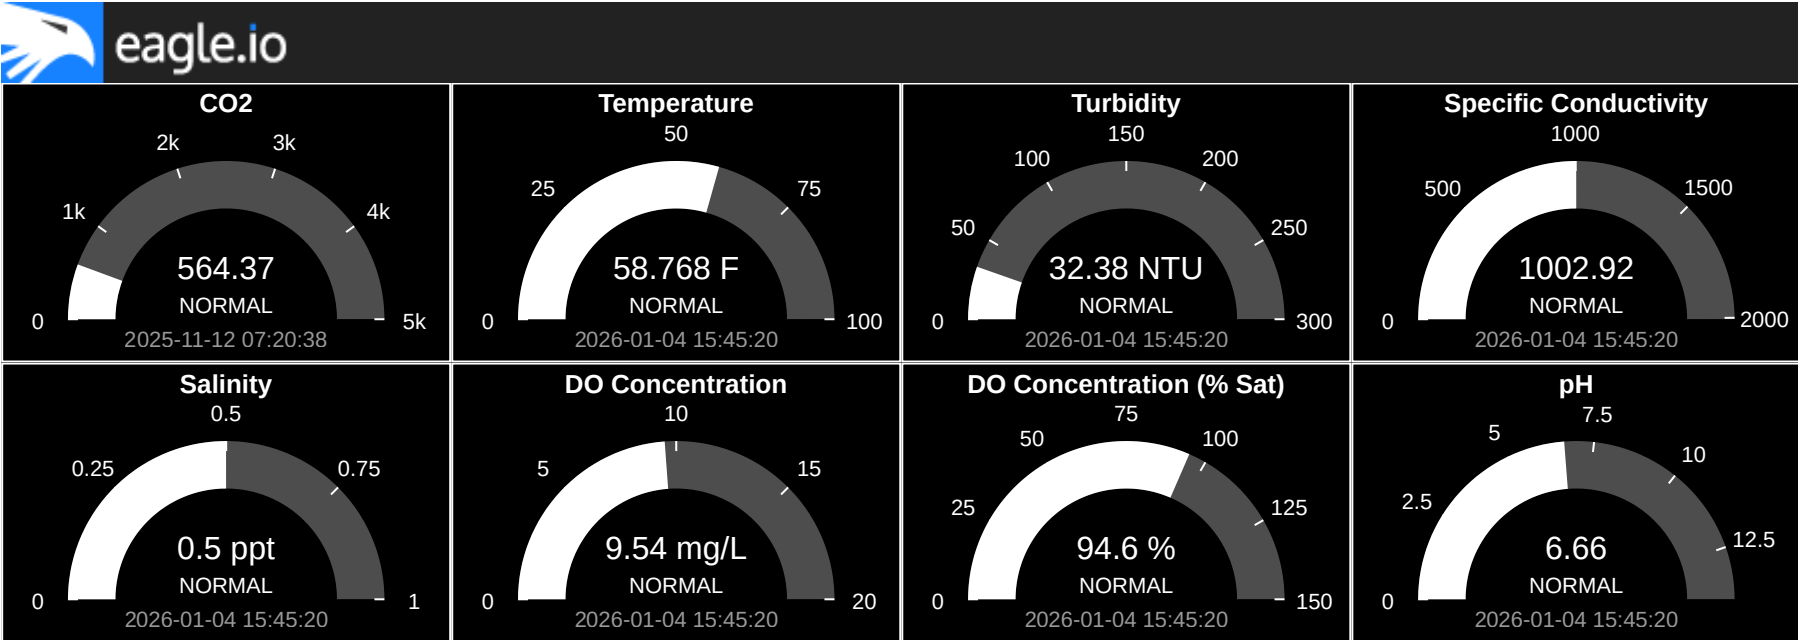 eagle.io
CO2
0
1k
2k
3k
4k
5k
564.37
NORMAL
2025-11-12 07:20:38
Temperature
0
25
50
75
100
58.768 F
NORMAL
2026-01-04 15:45:20
Turbidity
0
50
100
150
200
250
300
32.38 NTU
NORMAL
2026-01-04 15:45:20
Specific Conductivity
0
500
1000
1500
2000
1002.92
NORMAL
2026-01-04 15:45:20
Salinity
0
0.25
0.5
0.75
1
0.5 ppt
NORMAL
2026-01-04 15:45:20
DO Concentration
0
5
10
15
20
9.54 mg/L
NORMAL
2026-01-04 15:45:20
DO Concentration (% Sat)
0
25
50
75
100
125
150
94.6 %
NORMAL
2026-01-04 15:45:20
pH
0
2.5
5
7.5
10
12.5
6.66
NORMAL
2026-01-04 15:45:20